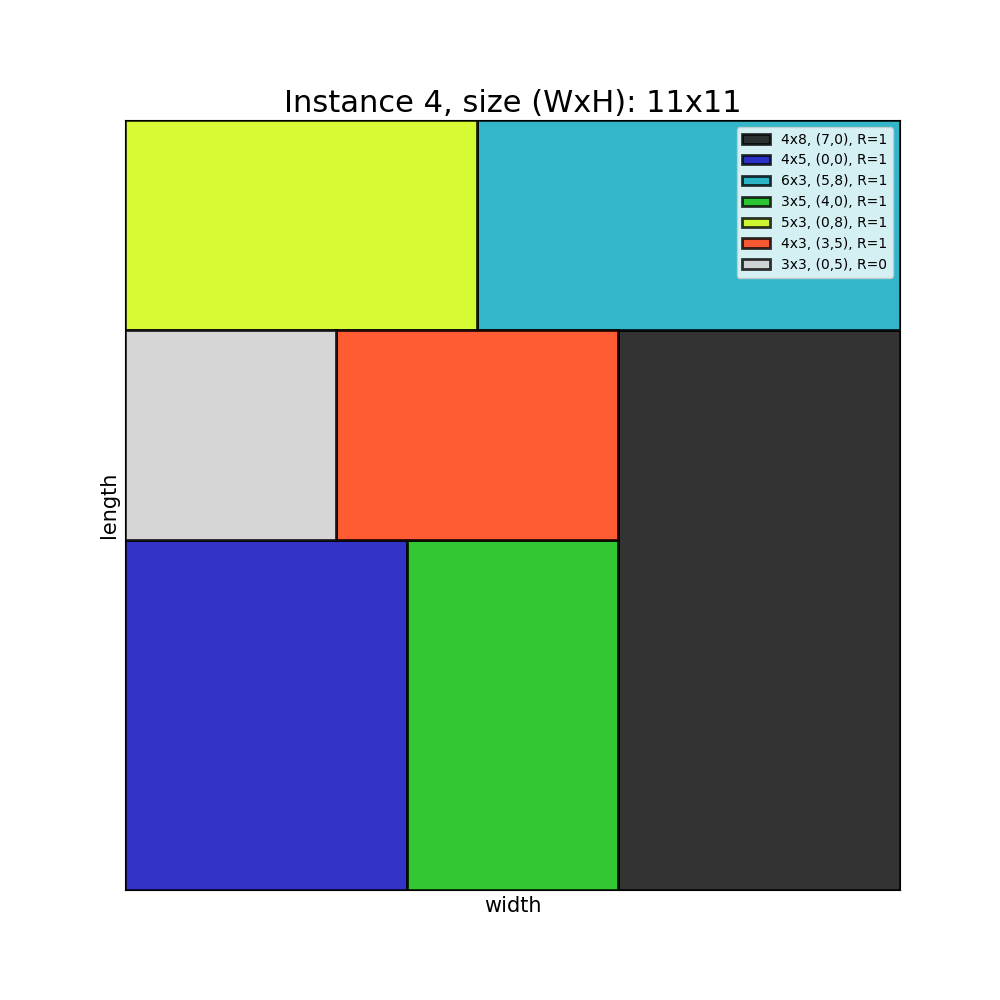 Instance 4, size (WxH): 11x11
4x8, (7,0), R=1
4x5, (0,0), R=1
6x3, (5,8), R=1
3x5, (4,0), R=1
5x3, (0,8), R=1
4x3, (3,5), R=1
3x3, (0,5), R=0
length
width